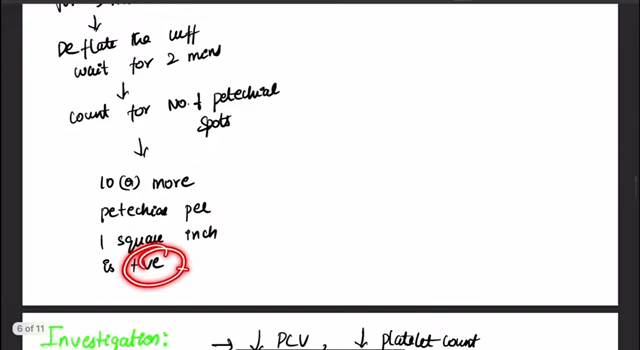 Deflate the cuff
wait for 2 mens
count for No. of petechial
spots
10 (or) more
petechiae per
1 square inch
is +ve
6 of 11
Investigation: → ↓ PCV, ↓ platelet count